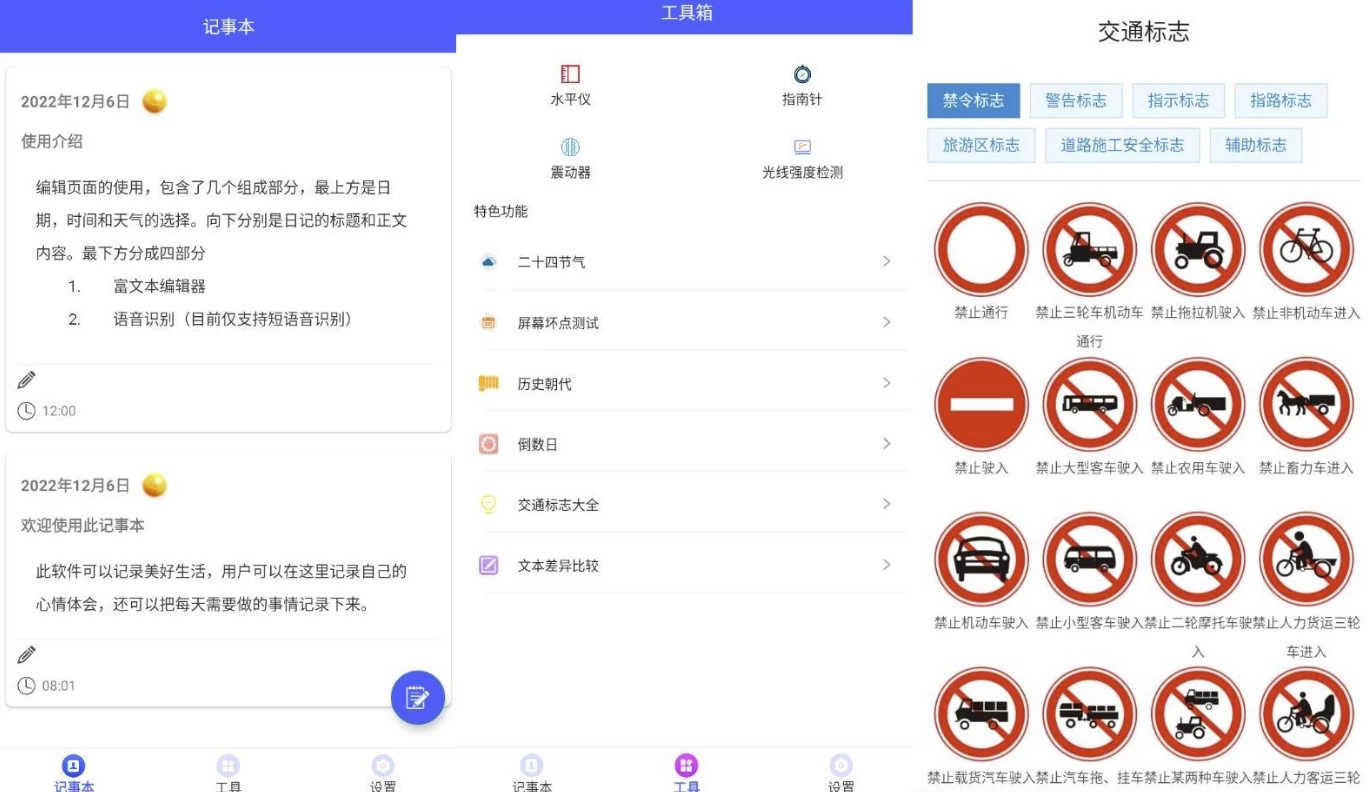 记事本
2022年12月6日
使用介绍
编辑页面的使用，包含了几个组成部分，最上方是日
期，时间和天气的选择。向下分别是日记的标题和正文
内容。最下方分成四部分
1. 富文本编辑器
2. 语音识别（目前仅支持短语音识别）
12:00
2022年12月6日
欢迎使用此记事本
此软件可以记录美好生活，用户可以在这里记录自己的
心情体会，还可以把每天需要做的事情记录下来。
08:01
记事本 工具 设置
工具箱
水平仪 指南针
震动器 光线强度检测
特色功能
二十四节气
屏幕坏点测试
历史朝代
倒数日
交通标志大全
文本差异比较
记事本 工具 设置
交通标志
禁令标志 警告标志 指示标志 指路标志
旅游区标志 道路施工安全标志 辅助标志
禁止通行 禁止三轮车机动车 禁止拖拉机驶入 禁止非机动车进入
通行
禁止驶入 禁止大型客车驶入 禁止农用车驶入 禁止畜力车进入
禁止机动车驶入 禁止小型客车驶入 禁止二轮摩托车驶 禁止人力货运三轮
入 车进入
禁止载货汽车驶入 禁止汽车拖、挂车 禁止某两种车驶入 禁止人力客运三轮